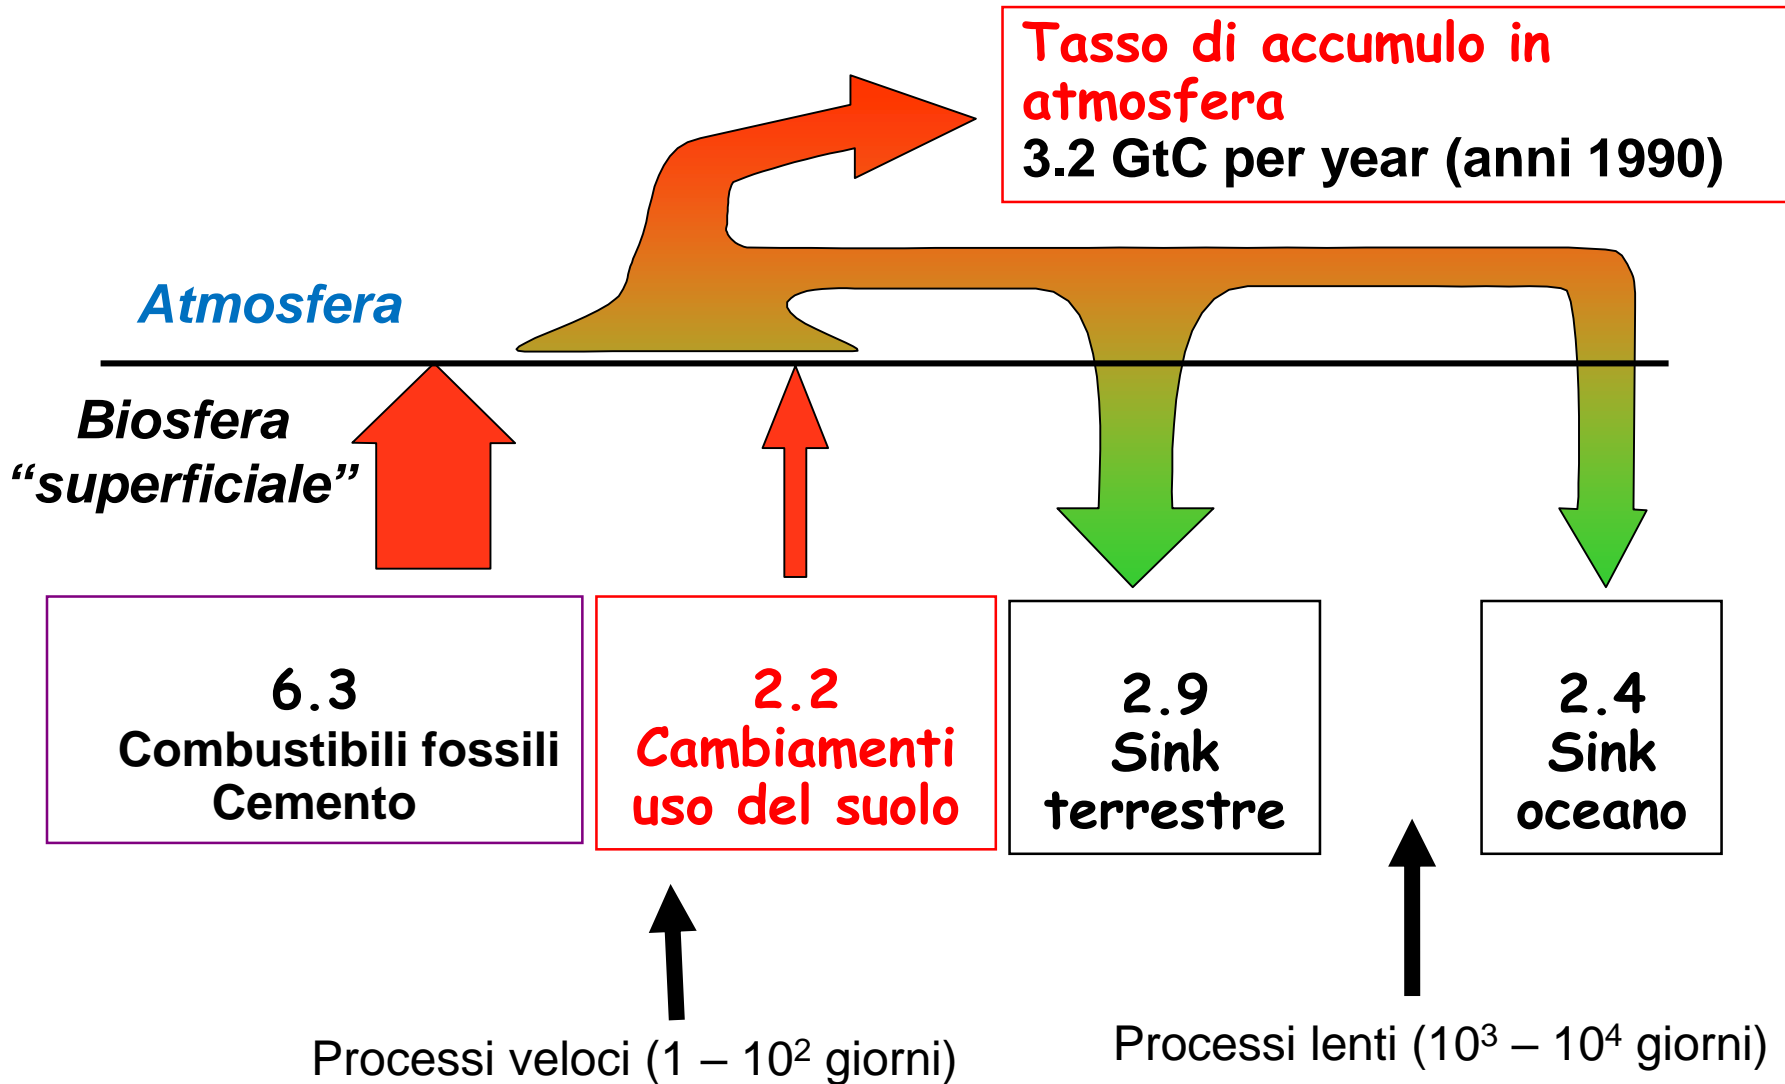 Tasso di accumulo in
atmosfera
3.2 GtC per year (anni 1990)
Atmosfera
Biosfera
“superficiale”
6.3
Combustibili fossili
Cemento
2.2
Cambiamenti
uso del suolo
2.9
Sink
terrestre
2.4
Sink
oceano
Processi veloci (1 – 10² giorni)
Processi lenti (10³ – 10⁴ giorni)